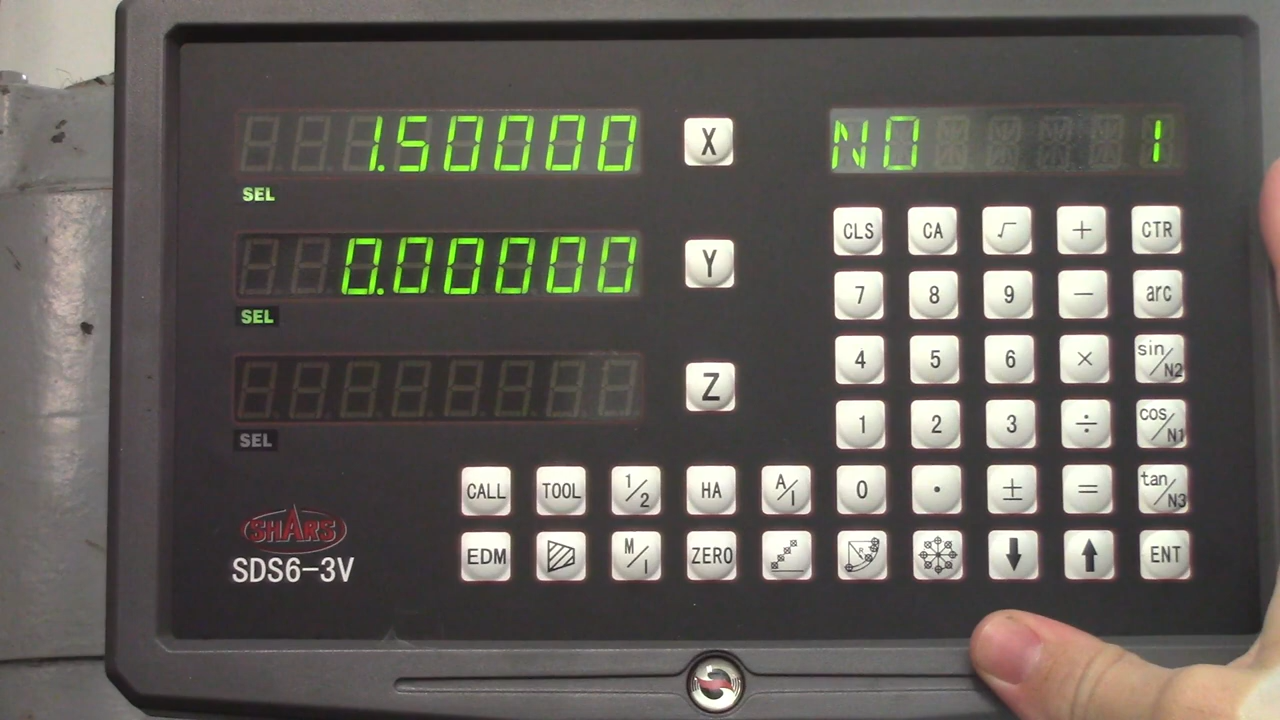 1.50000 X NO 1
SEL
CLS CA √ + CTR
0.00000 Y
SEL
7 8 9 − arc
Z
4 5 6 × sin/N2
SEL
1 2 3 ÷ cos/N1
CALL TOOL 1/2 HA A/I 0 · ± = tan/N3
SHARS
SDS6-3V
EDM M/I ZERO R ENT